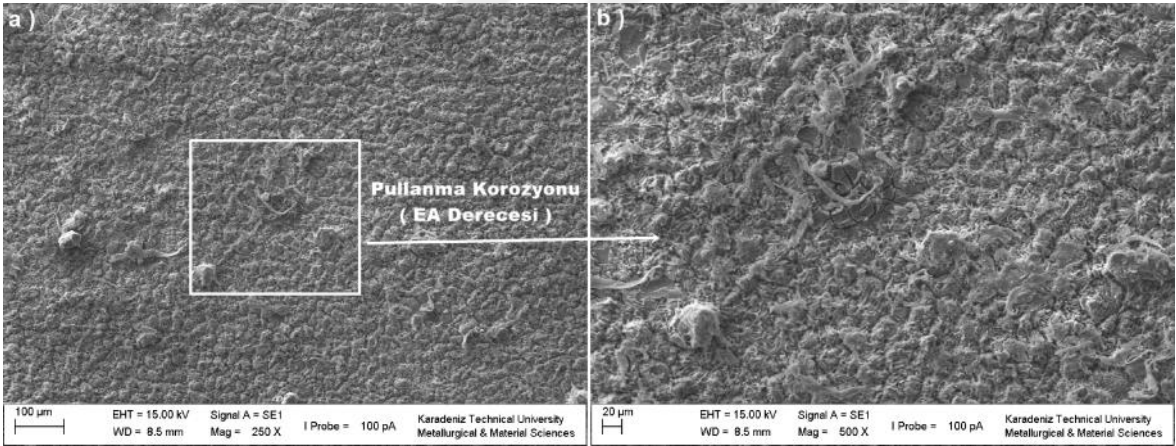 a )
b )
Pullanma Korozyonu
( EA Derecesi )
100 µm
EHT = 15.00 kV
Signal A = SE1
WD = 8.5 mm
Mag = 250 X
I Probe = 100 pA
Karadeniz Technical University
Metallurgical & Material Sciences
20 µm
EHT = 15.00 kV
Signal A = SE1
WD = 8.5 mm
Mag = 500 X
I Probe = 100 pA
Karadeniz Technical University
Metallurgical & Material Sciences